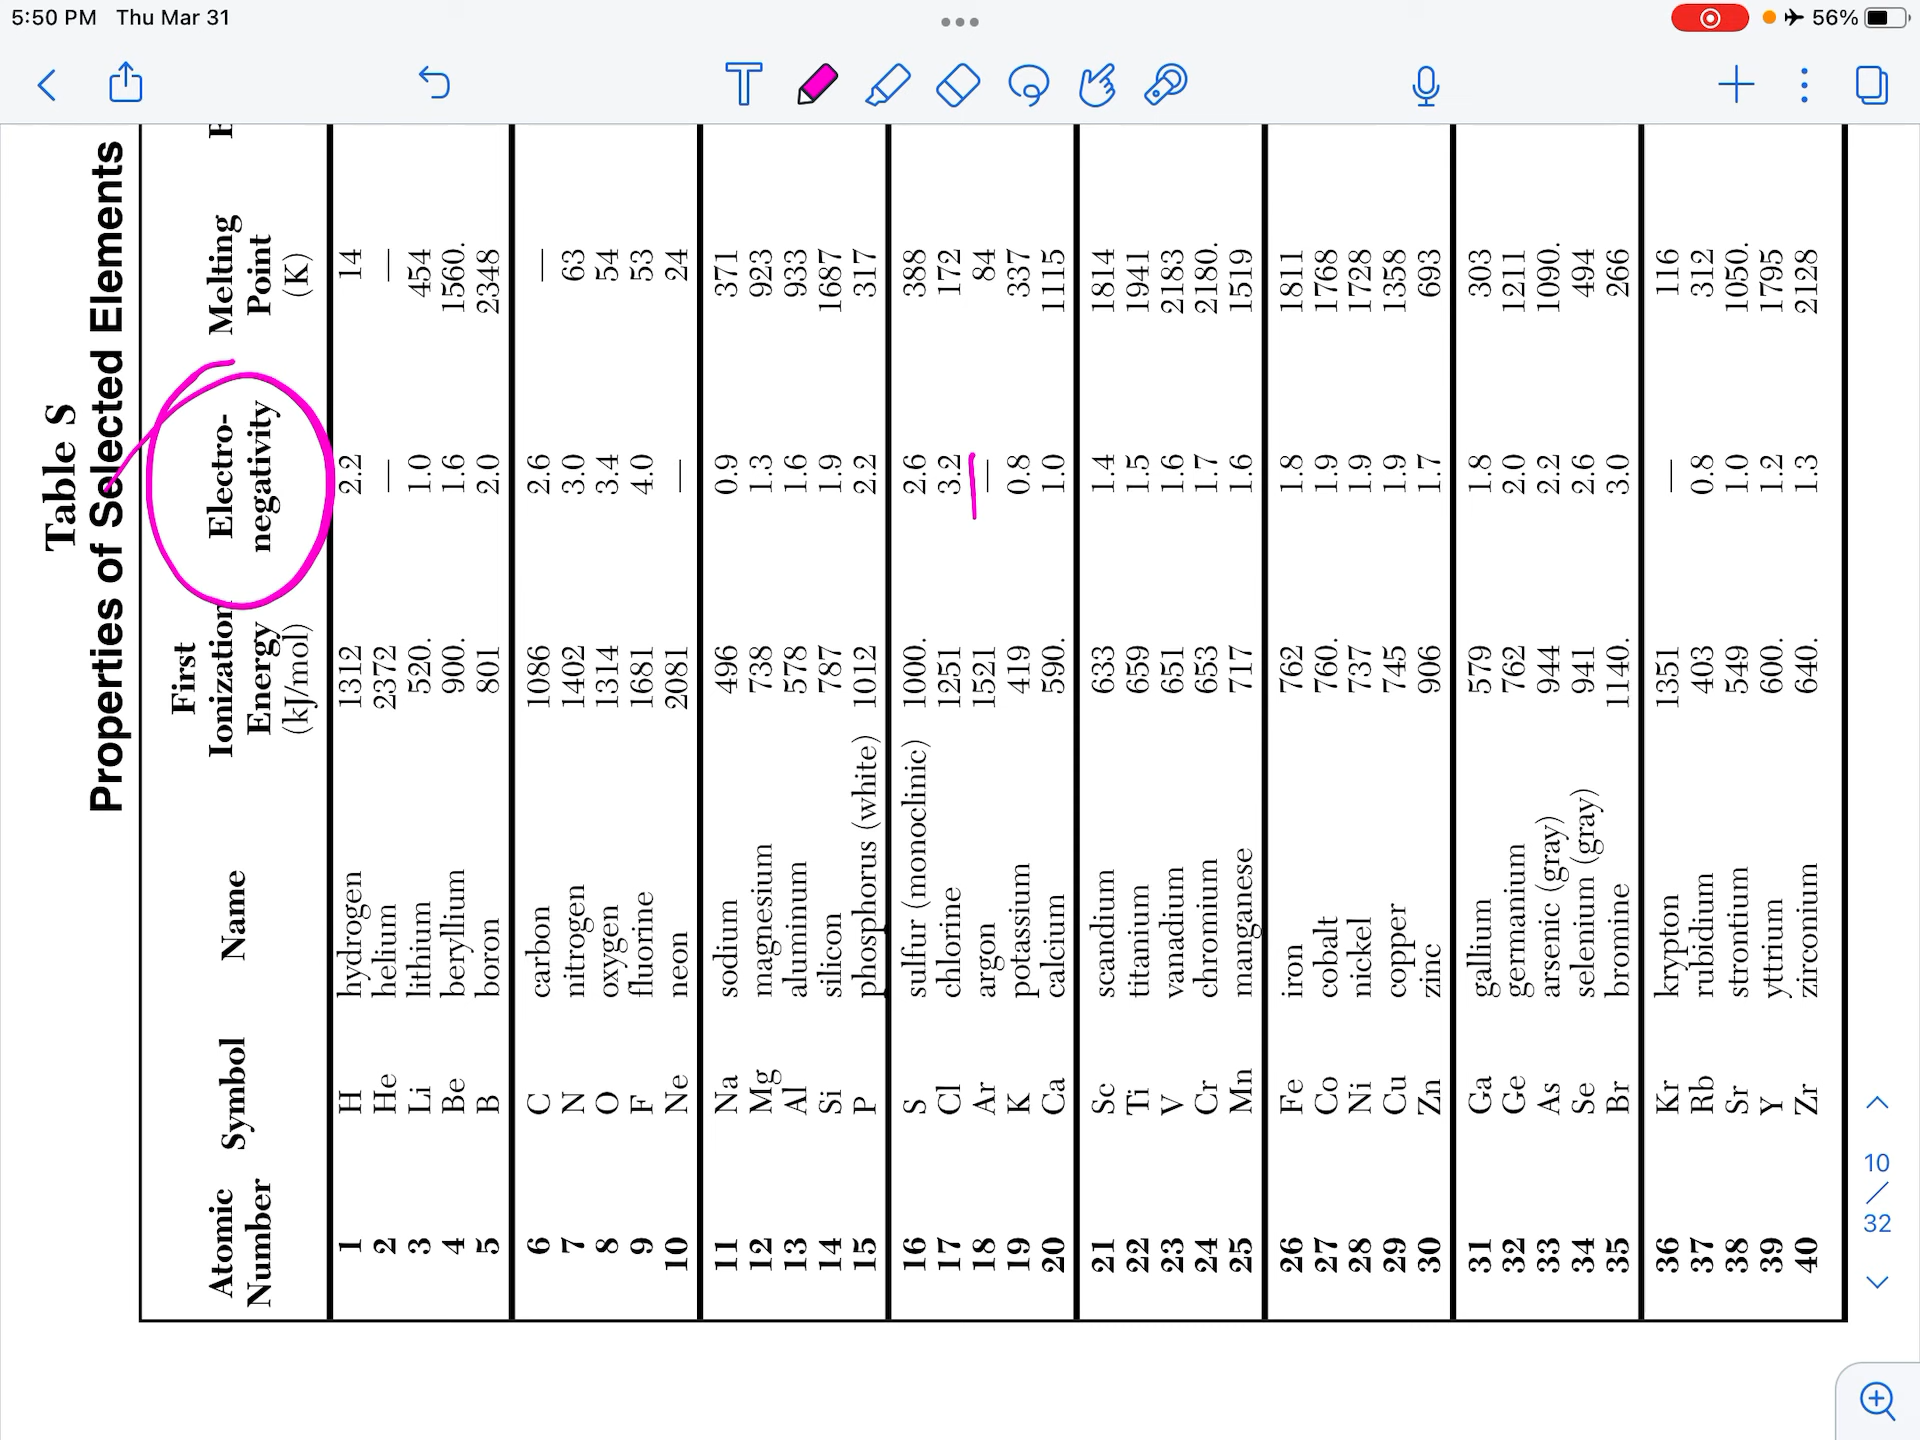 5:50 PM Thu Mar 31
56%
Table S
Properties of Selected Elements
Atomic Number Symbol Name First Ionization Energy (kJ/mol) Electro-negativity Melting Point (K)
1 H hydrogen 1312 2.2 14
2 He helium 2372 — —
3 Li lithium 520. 1.0 454
4 Be beryllium 900. 1.6 1560.
5 B boron 801 2.0 2348
6 C carbon 1086 2.6 —
7 N nitrogen 1402 3.0 63
8 O oxygen 1314 3.4 54
9 F fluorine 1681 4.0 53
10 Ne neon 2081 — 24
11 Na sodium 496 0.9 371
12 Mg magnesium 738 1.3 923
13 Al aluminum 578 1.6 933
14 Si silicon 787 1.9 1687
15 P phosphorus (white) 1012 2.2 317
16 S sulfur (monoclinic) 1000. 2.6 388
17 Cl chlorine 1251 3.2 172
18 Ar argon 1521 — 84
19 K potassium 419 0.8 337
20 Ca calcium 590. 1.0 1115
21 Sc scandium 633 1.4 1814
22 Ti titanium 659 1.5 1941
23 V vanadium 651 1.6 2183
24 Cr chromium 653 1.7 2180.
25 Mn manganese 717 1.6 1519
26 Fe iron 762 1.8 1811
27 Co cobalt 760. 1.9 1768
28 Ni nickel 737 1.9 1728
29 Cu copper 745 1.9 1358
30 Zn zinc 906 1.7 693
31 Ga gallium 579 1.8 303
32 Ge germanium 762 2.0 1211
33 As arsenic (gray) 944 2.2 1090.
34 Se selenium (gray) 941 2.6 494
35 Br bromine 1140. 3.0 266
36 Kr krypton 1351 — 116
37 Rb rubidium 403 0.8 312
38 Sr strontium 549 1.0 1050.
39 Y yttrium 600. 1.2 1795
40 Zr zirconium 640. 1.3 2128
10
/
32